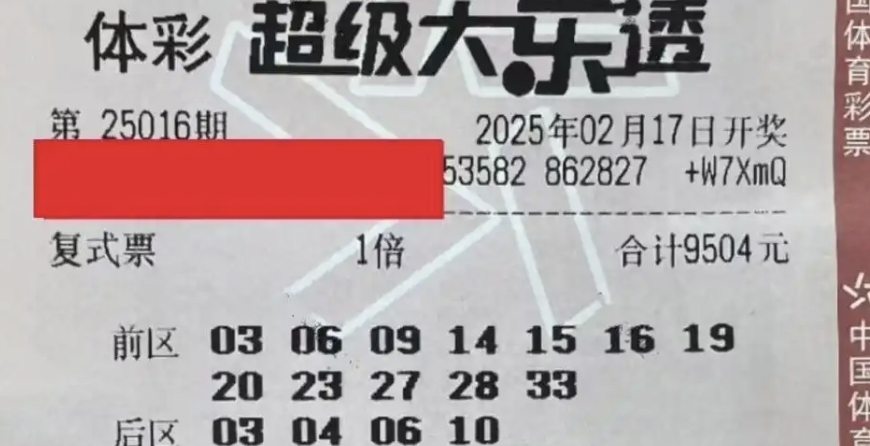 体彩 超级大乐透
第 25016期 2025年02月17日开奖
53582 862827 +W7XmQ
复式票 1倍 合计9504元
前区 03 06 09 14 15 16 19
20 23 27 28 33
后区 03 04 06 10
国体育彩票
中国体育